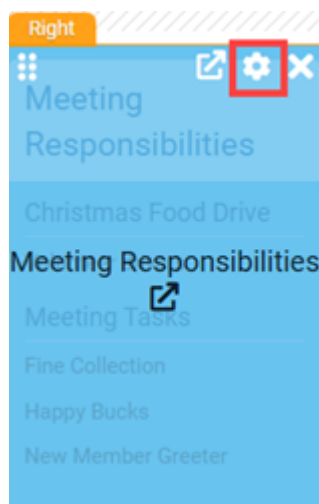 Right
Meeting
Responsibilities
Christmas Food Drive
Meeting Responsibilities
Meeting Tasks
Fine Collection
Happy Bucks
New Member Greeter